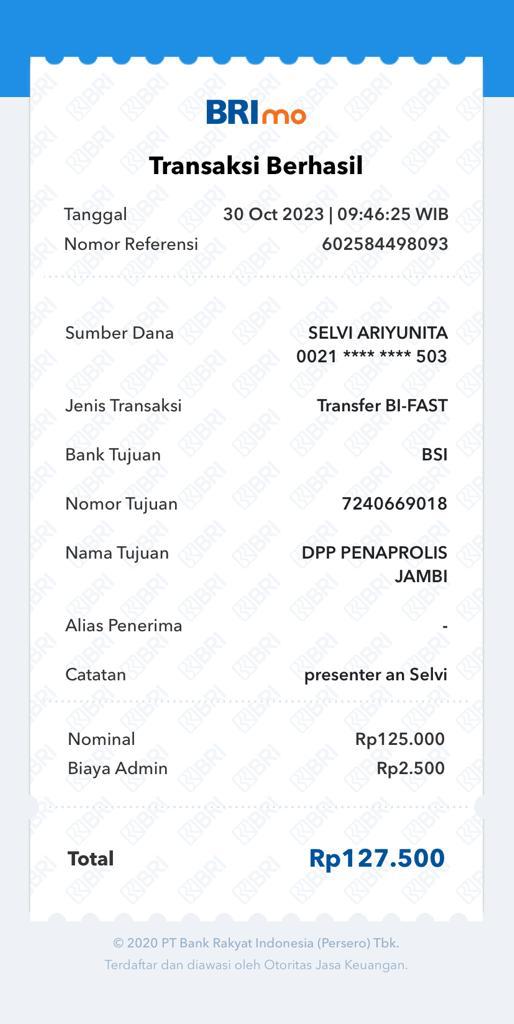 BRImo
Transaksi Berhasil
Tanggal 30 Oct 2023 | 09:46:25 WIB
Nomor Referensi 602584498093
Sumber Dana SELVI ARIYUNITA
0021 **** **** 503
Jenis Transaksi Transfer BI-FAST
Bank Tujuan BSI
Nomor Tujuan 7240669018
Nama Tujuan DPP PENAPROLIS
JAMBI
Alias Penerima -
Catatan presenter an Selvi
Nominal Rp125.000
Biaya Admin Rp2.500
Total Rp127.500
© 2020 PT Bank Rakyat Indonesia (Persero) Tbk.
Terdaftar dan diawasi oleh Otoritas Jasa Keuangan.